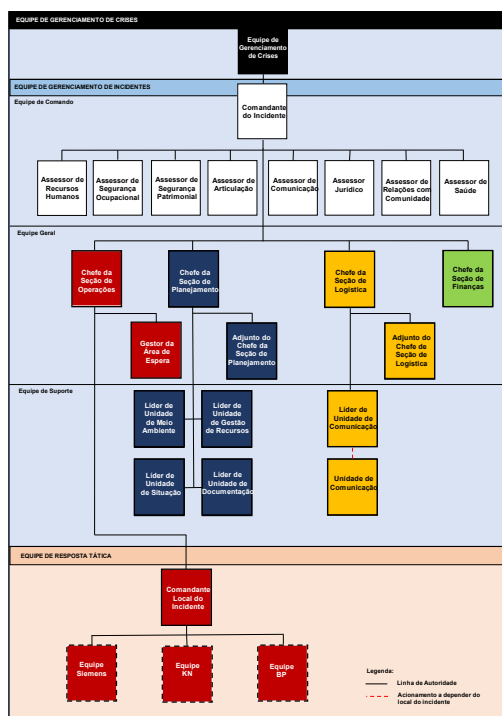 EQUIPE DE GERENCIAMENTO DE CRISES
Equipe de
Gerenciamento
de Crises
EQUIPE DE GERENCIAMENTO DE INCIDENTES
Equipe de Comando
Comandante
do Incidente
Assessor de
Recursos
Humanos
Assessor de
Segurança
Ocupacional
Assessor de
Segurança
Patrimonial
Assessor de
Articulação
Assessor de
Comunicação
Assessor
Jurídico
Assessor de
Relações com
Comunidade
Assessor de
Saúde
Equipe Geral
Chefe da
Seção de
Operações
Chefe da
Seção de
Planejamento
Chefe da
Seção de
Logística
Chefe da
Seção de
Finanças
Gestor da
Área de
Espera
Adjunto do
Chefe da
Seção de
Planejamento
Adjunto do
Chefe de
Seção de
Logística
Equipe de Suporte
Líder de
Unidade
de Meio
Ambiente
Líder de
Unidade
de Gestão
de Recursos
Líder de
Unidade de
Comunicação
Líder de
Unidade
de Situação
Líder de
Unidade de
Documentação
Unidade de
Comunicação
EQUIPE DE RESPOSTA TÁTICA
Comandante
Local do
Incidente
Equipe
Siemens
Equipe
KN
Equipe
BP
Legenda:
Linha de Autoridade
Acionamento a depender do
local do incidente